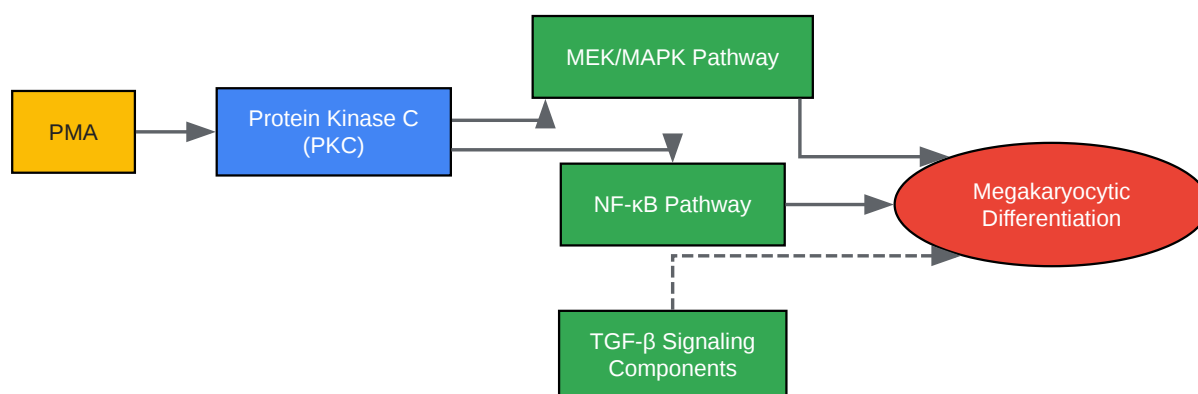 MEK/MAPK Pathway
PMA
Protein Kinase C
(PKC)
NF-κB Pathway
Megakaryocytic
Differentiation
TGF-β Signaling
Components